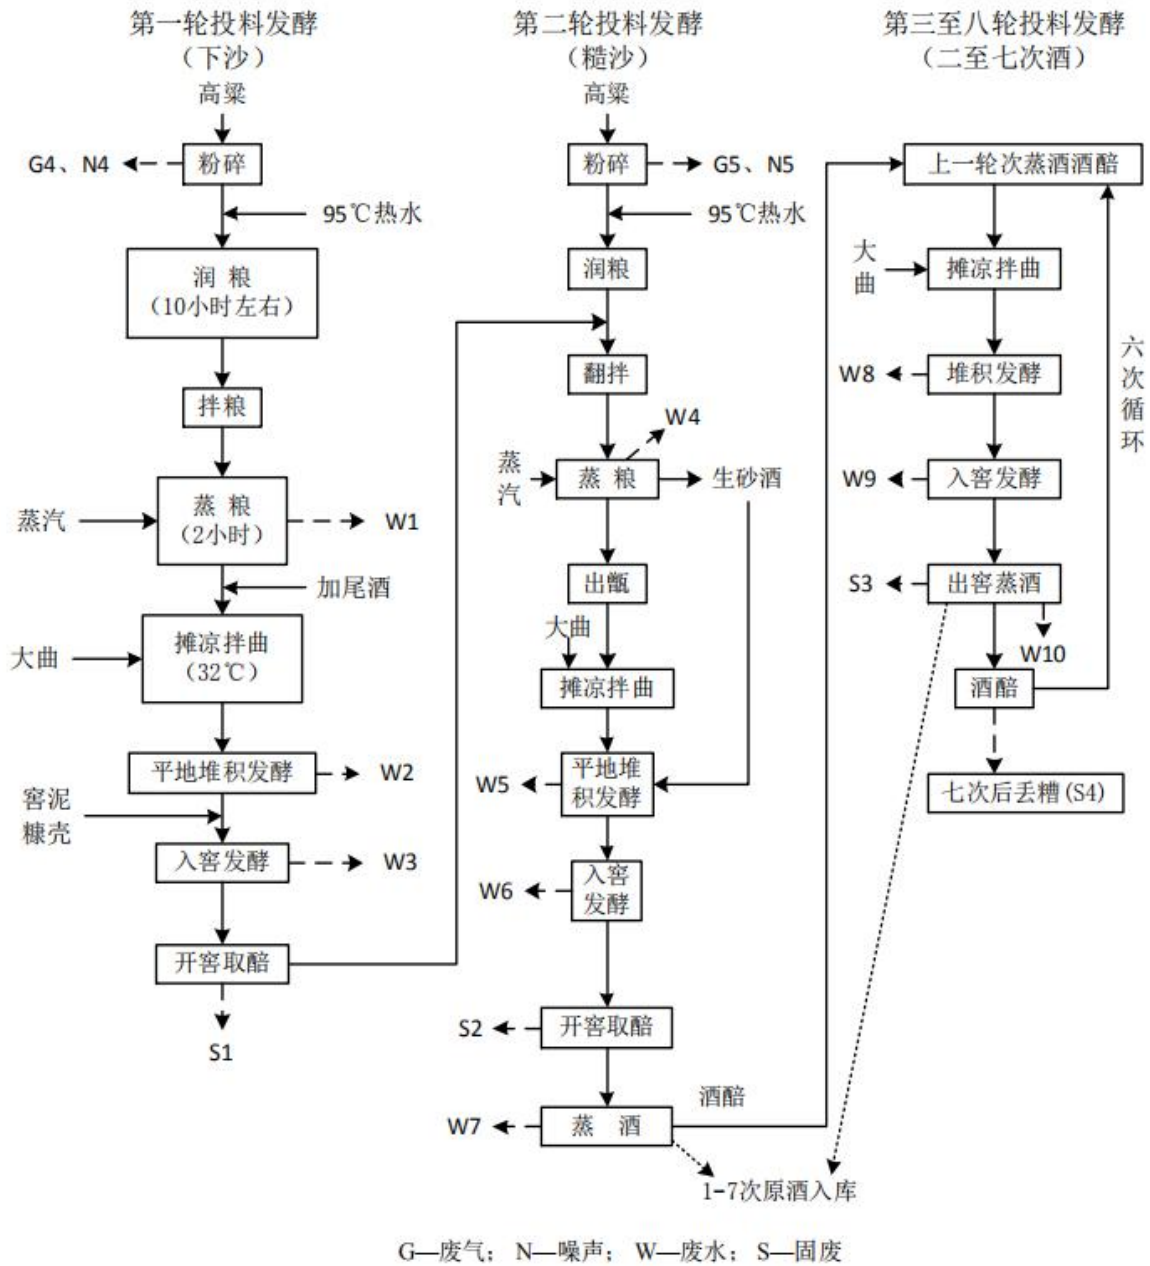 第一轮投料发酵
（下沙）
高粱
粉碎
G4、N4
95℃热水
润 粮
（10小时左右）
拌粮
蒸 粮
（2小时）
蒸汽
W1
加尾酒
摊凉拌曲
（32℃）
大曲
平地堆积发酵
W2
窖泥
糠壳
入窖发酵
W3
开窖取醅
S1
第二轮投料发酵
（糙沙）
高粱
粉碎
G5、N5
95℃热水
润粮
翻拌
W4
蒸
汽
蒸 粮
生砂酒
出甑
大曲
摊凉拌曲
平地堆
积发酵
W5
入窖
发酵
W6
开窖取醅
S2
蒸 酒
W7
酒醅
1-7次原酒入库
第三至八轮投料发酵
（二至七次酒）
上一轮次蒸酒酒醅
大
曲
摊凉拌曲
堆积发酵
W8
入窖发酵
W9
出窖蒸酒
S3
W10
酒醅
六
次
循
环
七次后丢糟(S4)
G—废气； N—噪声； W—废水； S—固废